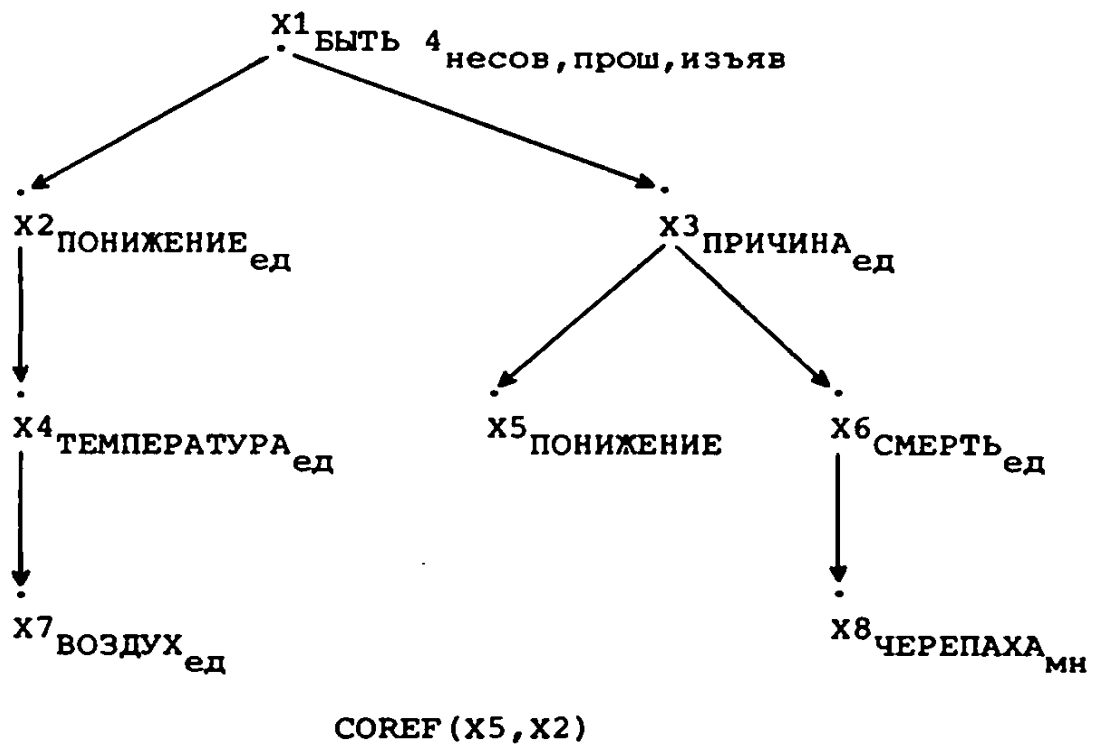 X1 БЫТЬ 4 несов,прош,изъяв
X2 ПОНИЖЕНИЕ ед X3 ПРИЧИНА ед
X4 ТЕМПЕРАТУРА ед X5 ПОНИЖЕНИЕ X6 СМЕРТЬ ед
X7 ВОЗДУХ ед X8 ЧЕРЕПАХА мн
COREF(X5,X2)